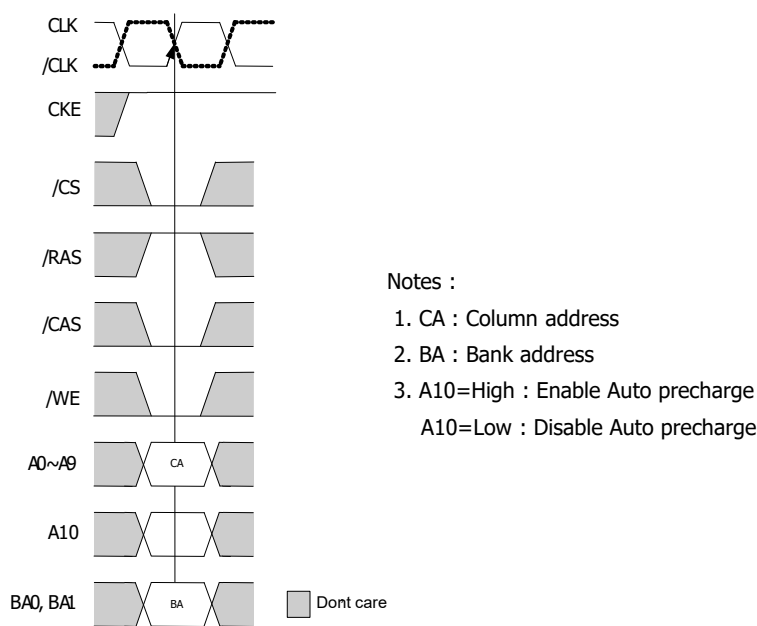 CLK
/CLK
CKE
/CS
/RAS
/CAS
/WE
A0~A9
CA
A10
BA0, BA1
BA
Dont care
Notes :
1. CA : Column address
2. BA : Bank address
3. A10=High : Enable Auto precharge
A10=Low : Disable Auto precharge